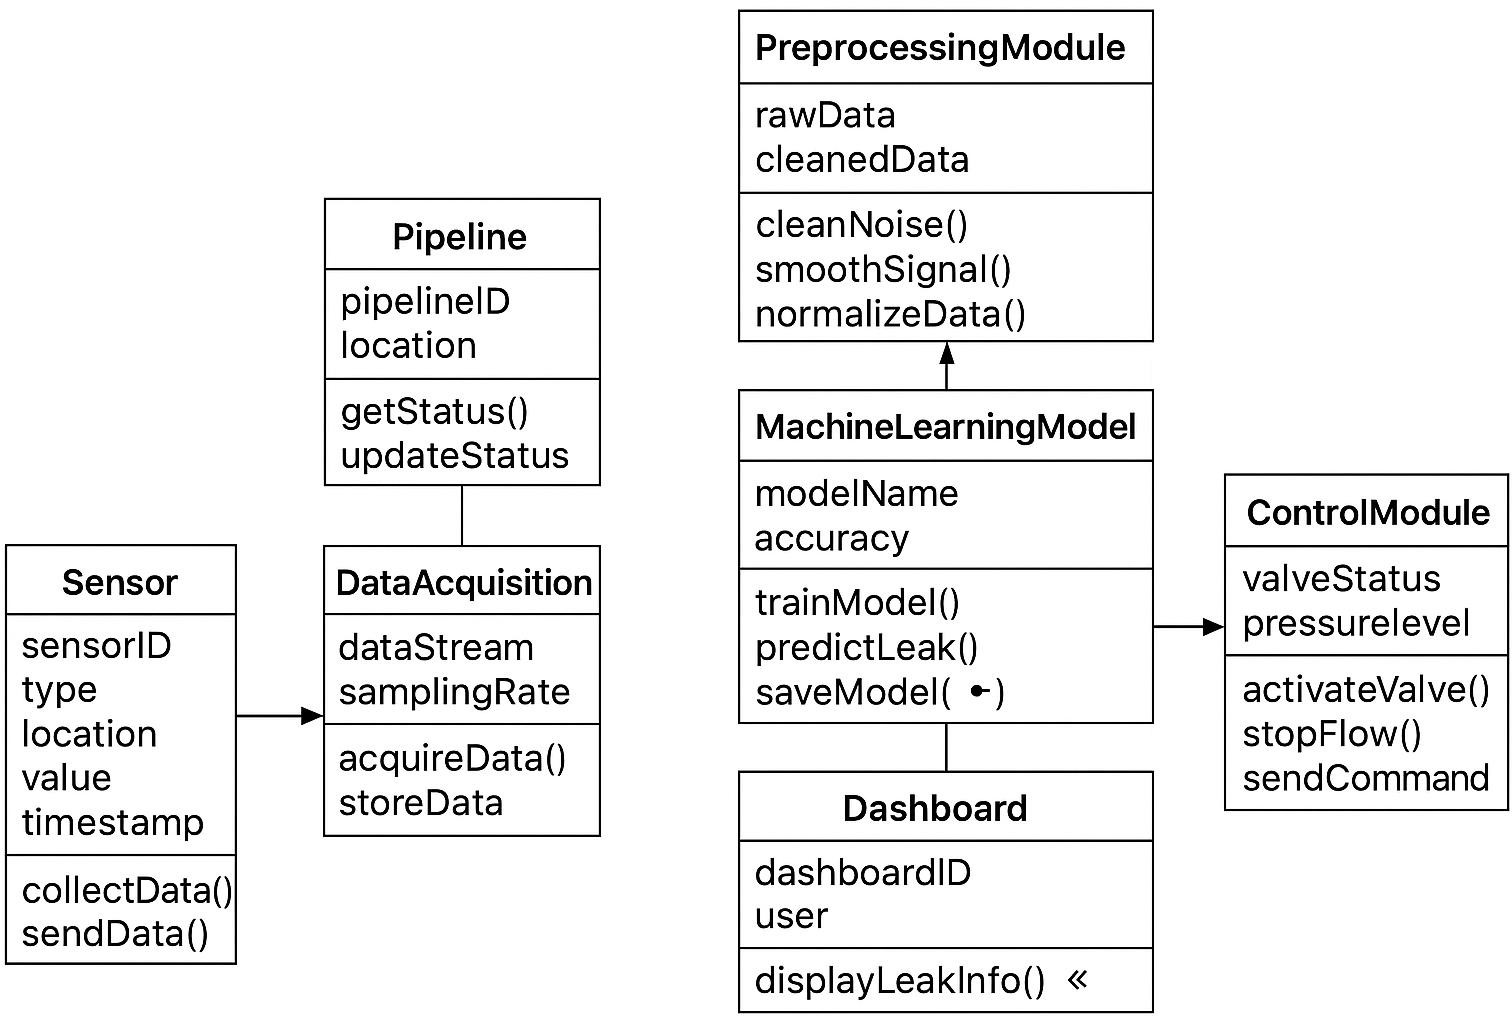 PreprocessingModule
rawData
cleanedData
cleanNoise()
smoothSignal()
normalizeData()
Pipeline
pipelineID
location
getStatus()
updateStatus
MachineLearningModel
modelName
accuracy
trainModel()
predictLeak()
saveModel( )
ControlModule
valveStatus
pressurelevel
activateValve()
stopFlow()
sendCommand
Sensor
sensorID
type
location
value
timestamp
collectData()
sendData()
DataAcquisition
dataStream
samplingRate
acquireData()
storeData
Dashboard
dashboardID
user
displayLeakInfo() «